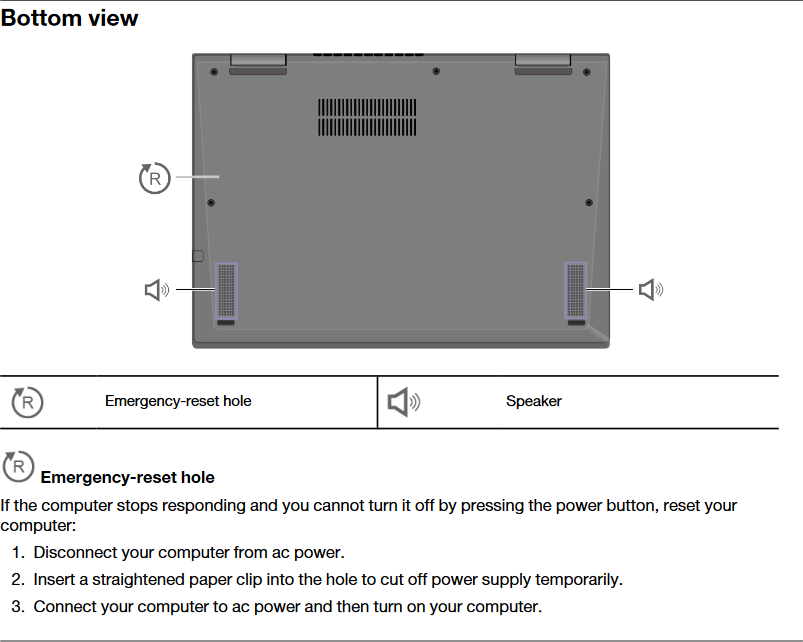 Bottom view
R
R
Emergency-reset hole
Speaker
R
Emergency-reset hole
If the computer stops responding and you cannot turn it off by pressing the power button, reset your
computer:
1. Disconnect your computer from ac power.
2. Insert a straightened paper clip into the hole to cut off power supply temporarily.
3. Connect your computer to ac power and then turn on your computer.